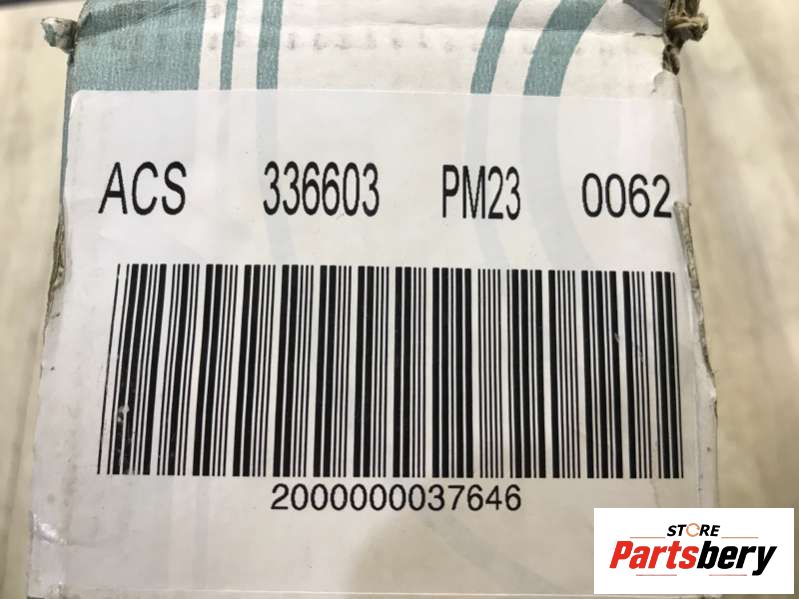 ACS 336603 PM23 0062
2000000037646
STORE
Partsbery